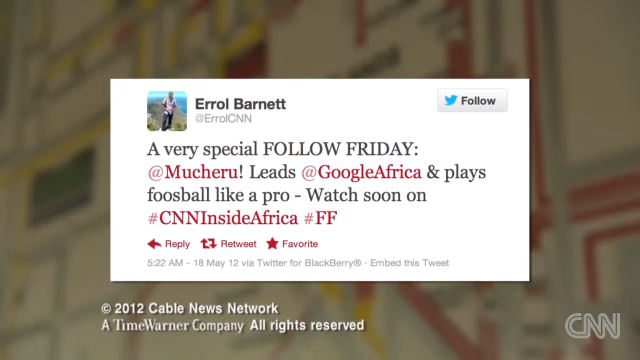 Errol Barnett
@ErrolCNN
Follow
A very special FOLLOW FRIDAY:
@Mucheru! Leads @GoogleAfrica & plays
foosball like a pro - Watch soon on
#CNNInsideAfrica #FF
Reply Retweet Favorite
5:22 AM - 18 May 12 via Twitter for BlackBerry® · Embed this Tweet
© 2012 Cable News Network
A TimeWarner Company All rights reserved
CNN